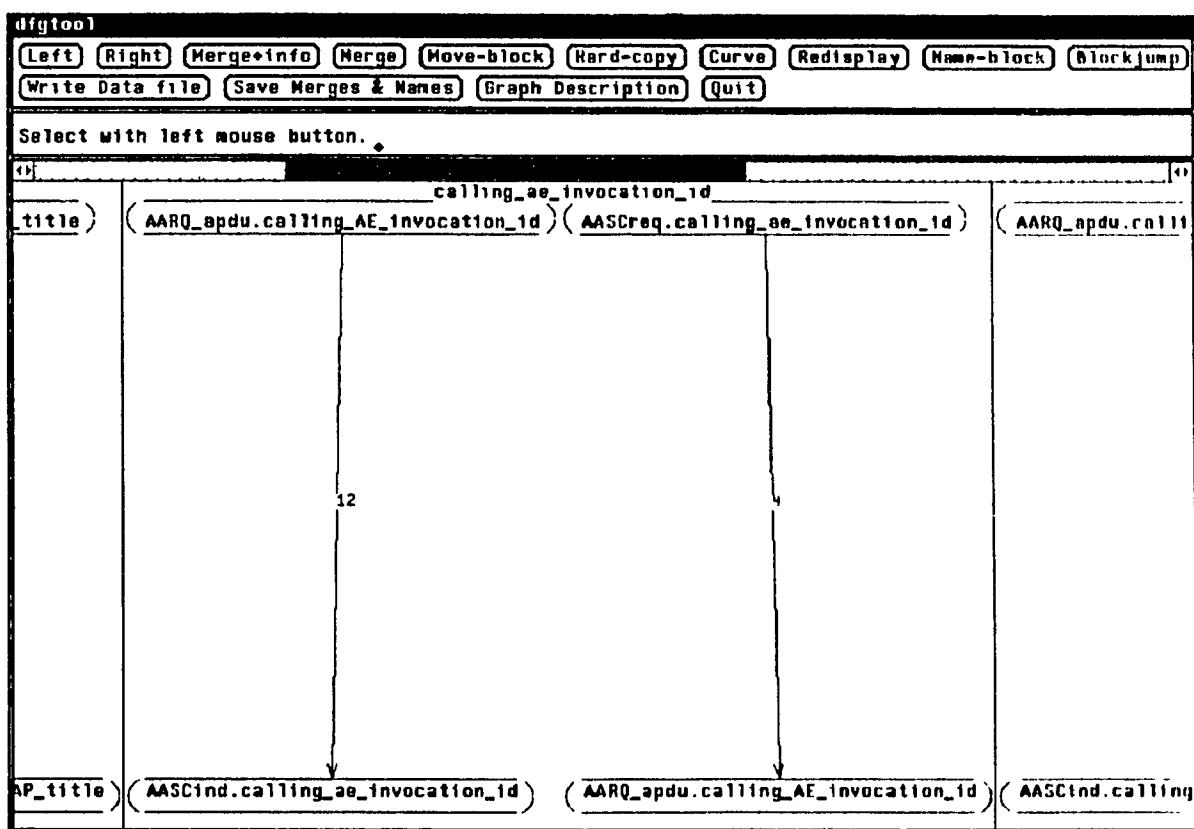 dfgtool
Left Right Merge+info Merge Move-block Hard-copy Curve Redisplay Name-block Blockjump
Write Data file Save Merges & Names Graph Description Quit
Select with left mouse button.
calling_ae_invocation_id
_title AARQ_apdu.calling_AE_invocation_id AASCreq.calling_ae_invocation_id AARQ_apdu.calli
12 4
AP_title AASCind.calling_ae_invocation_id AARQ_apdu.calling_AE_invocation_id AASCind.calling